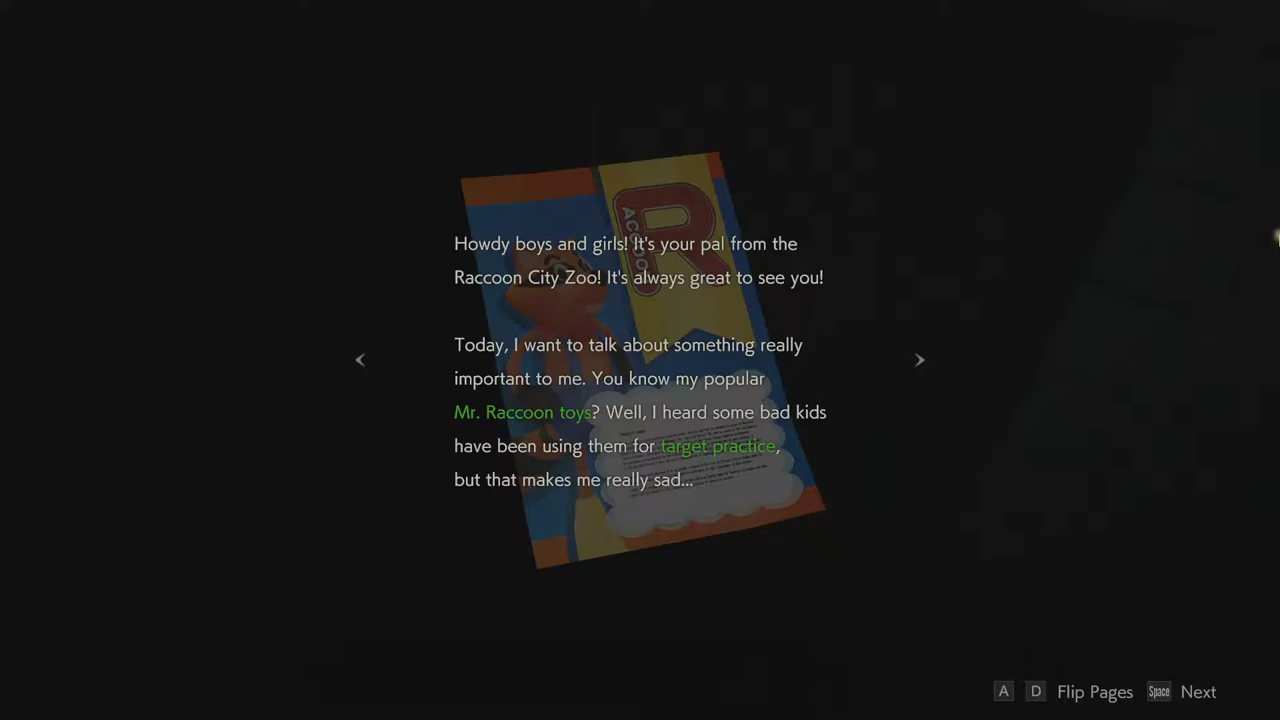 R
ACCOON
Howdy boys and girls! It's your pal from the
Raccoon City Zoo! It's always great to see you!
Today, I want to talk about something really
important to me. You know my popular
Mr. Raccoon toys? Well, I heard some bad kids
have been using them for target practice,
but that makes me really sad...
A D Flip Pages Space Next